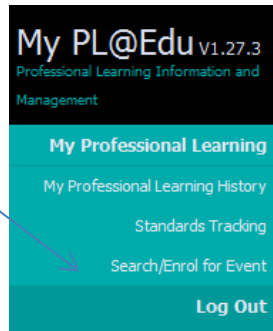 My PL@Edu V1.27.3
Professional Learning Information and
Management
My Professional Learning
My Professional Learning History
Standards Tracking
Search/Enrol for Event
Log Out